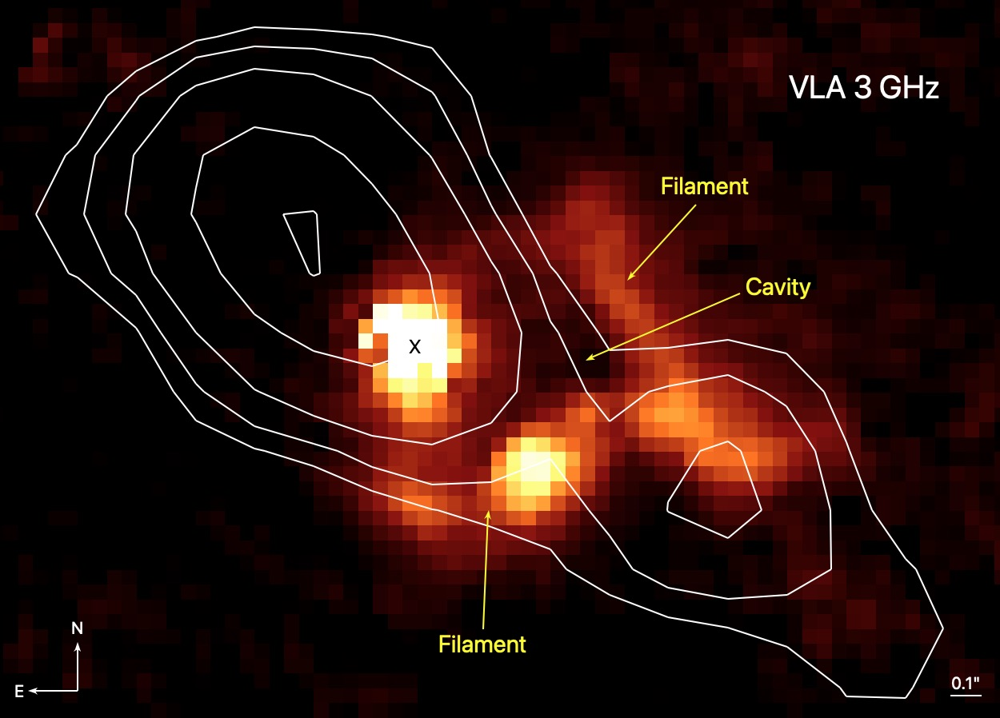 VLA 3 GHz
Filament
Cavity
X
Filament
N
E
0.1"